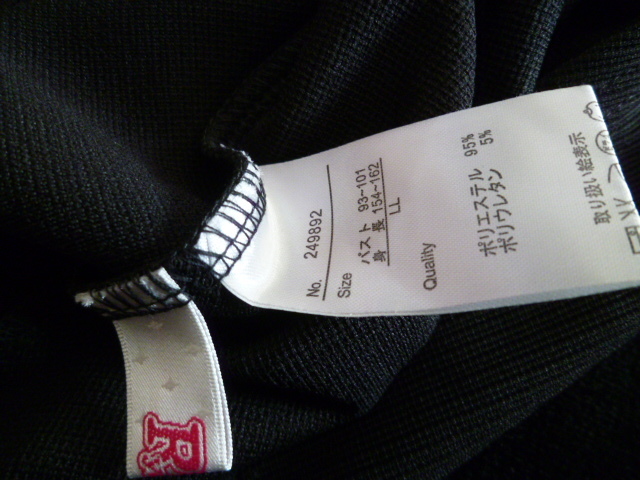 No. 249892
Size
バスト 93~101
身 長 154~162
LL
Quality
ポリエステル 95%
ポリウレタン 5%
取り扱い絵表示
R